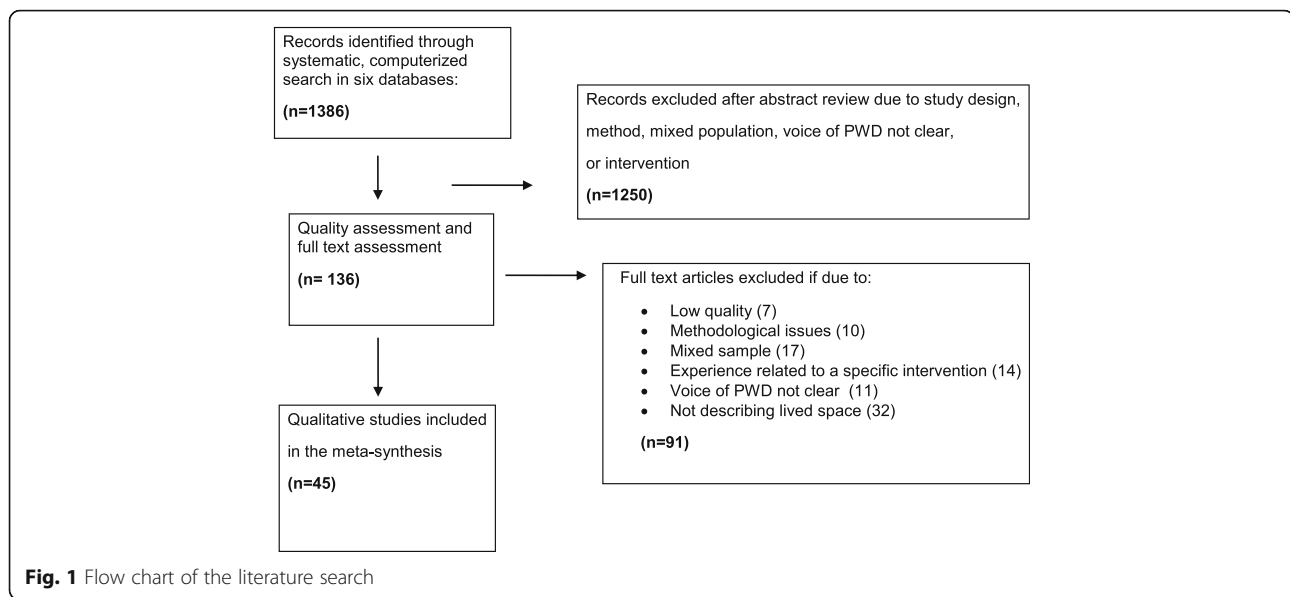 Records identified through
systematic, computerized
search in six databases:
(n=1386)
Records excluded after abstract review due to study design,
method, mixed population, voice of PWD not clear,
or intervention
(n=1250)
Quality assessment and
full text assessment
(n= 136)
Full text articles excluded if due to:
• Low quality (7)
• Methodological issues (10)
• Mixed sample (17)
• Experience related to a specific intervention (14)
• Voice of PWD not clear (11)
• Not describing lived space (32)
(n=91)
Qualitative studies included
in the meta-synthesis
(n=45)
Fig. 1 Flow chart of the literature search